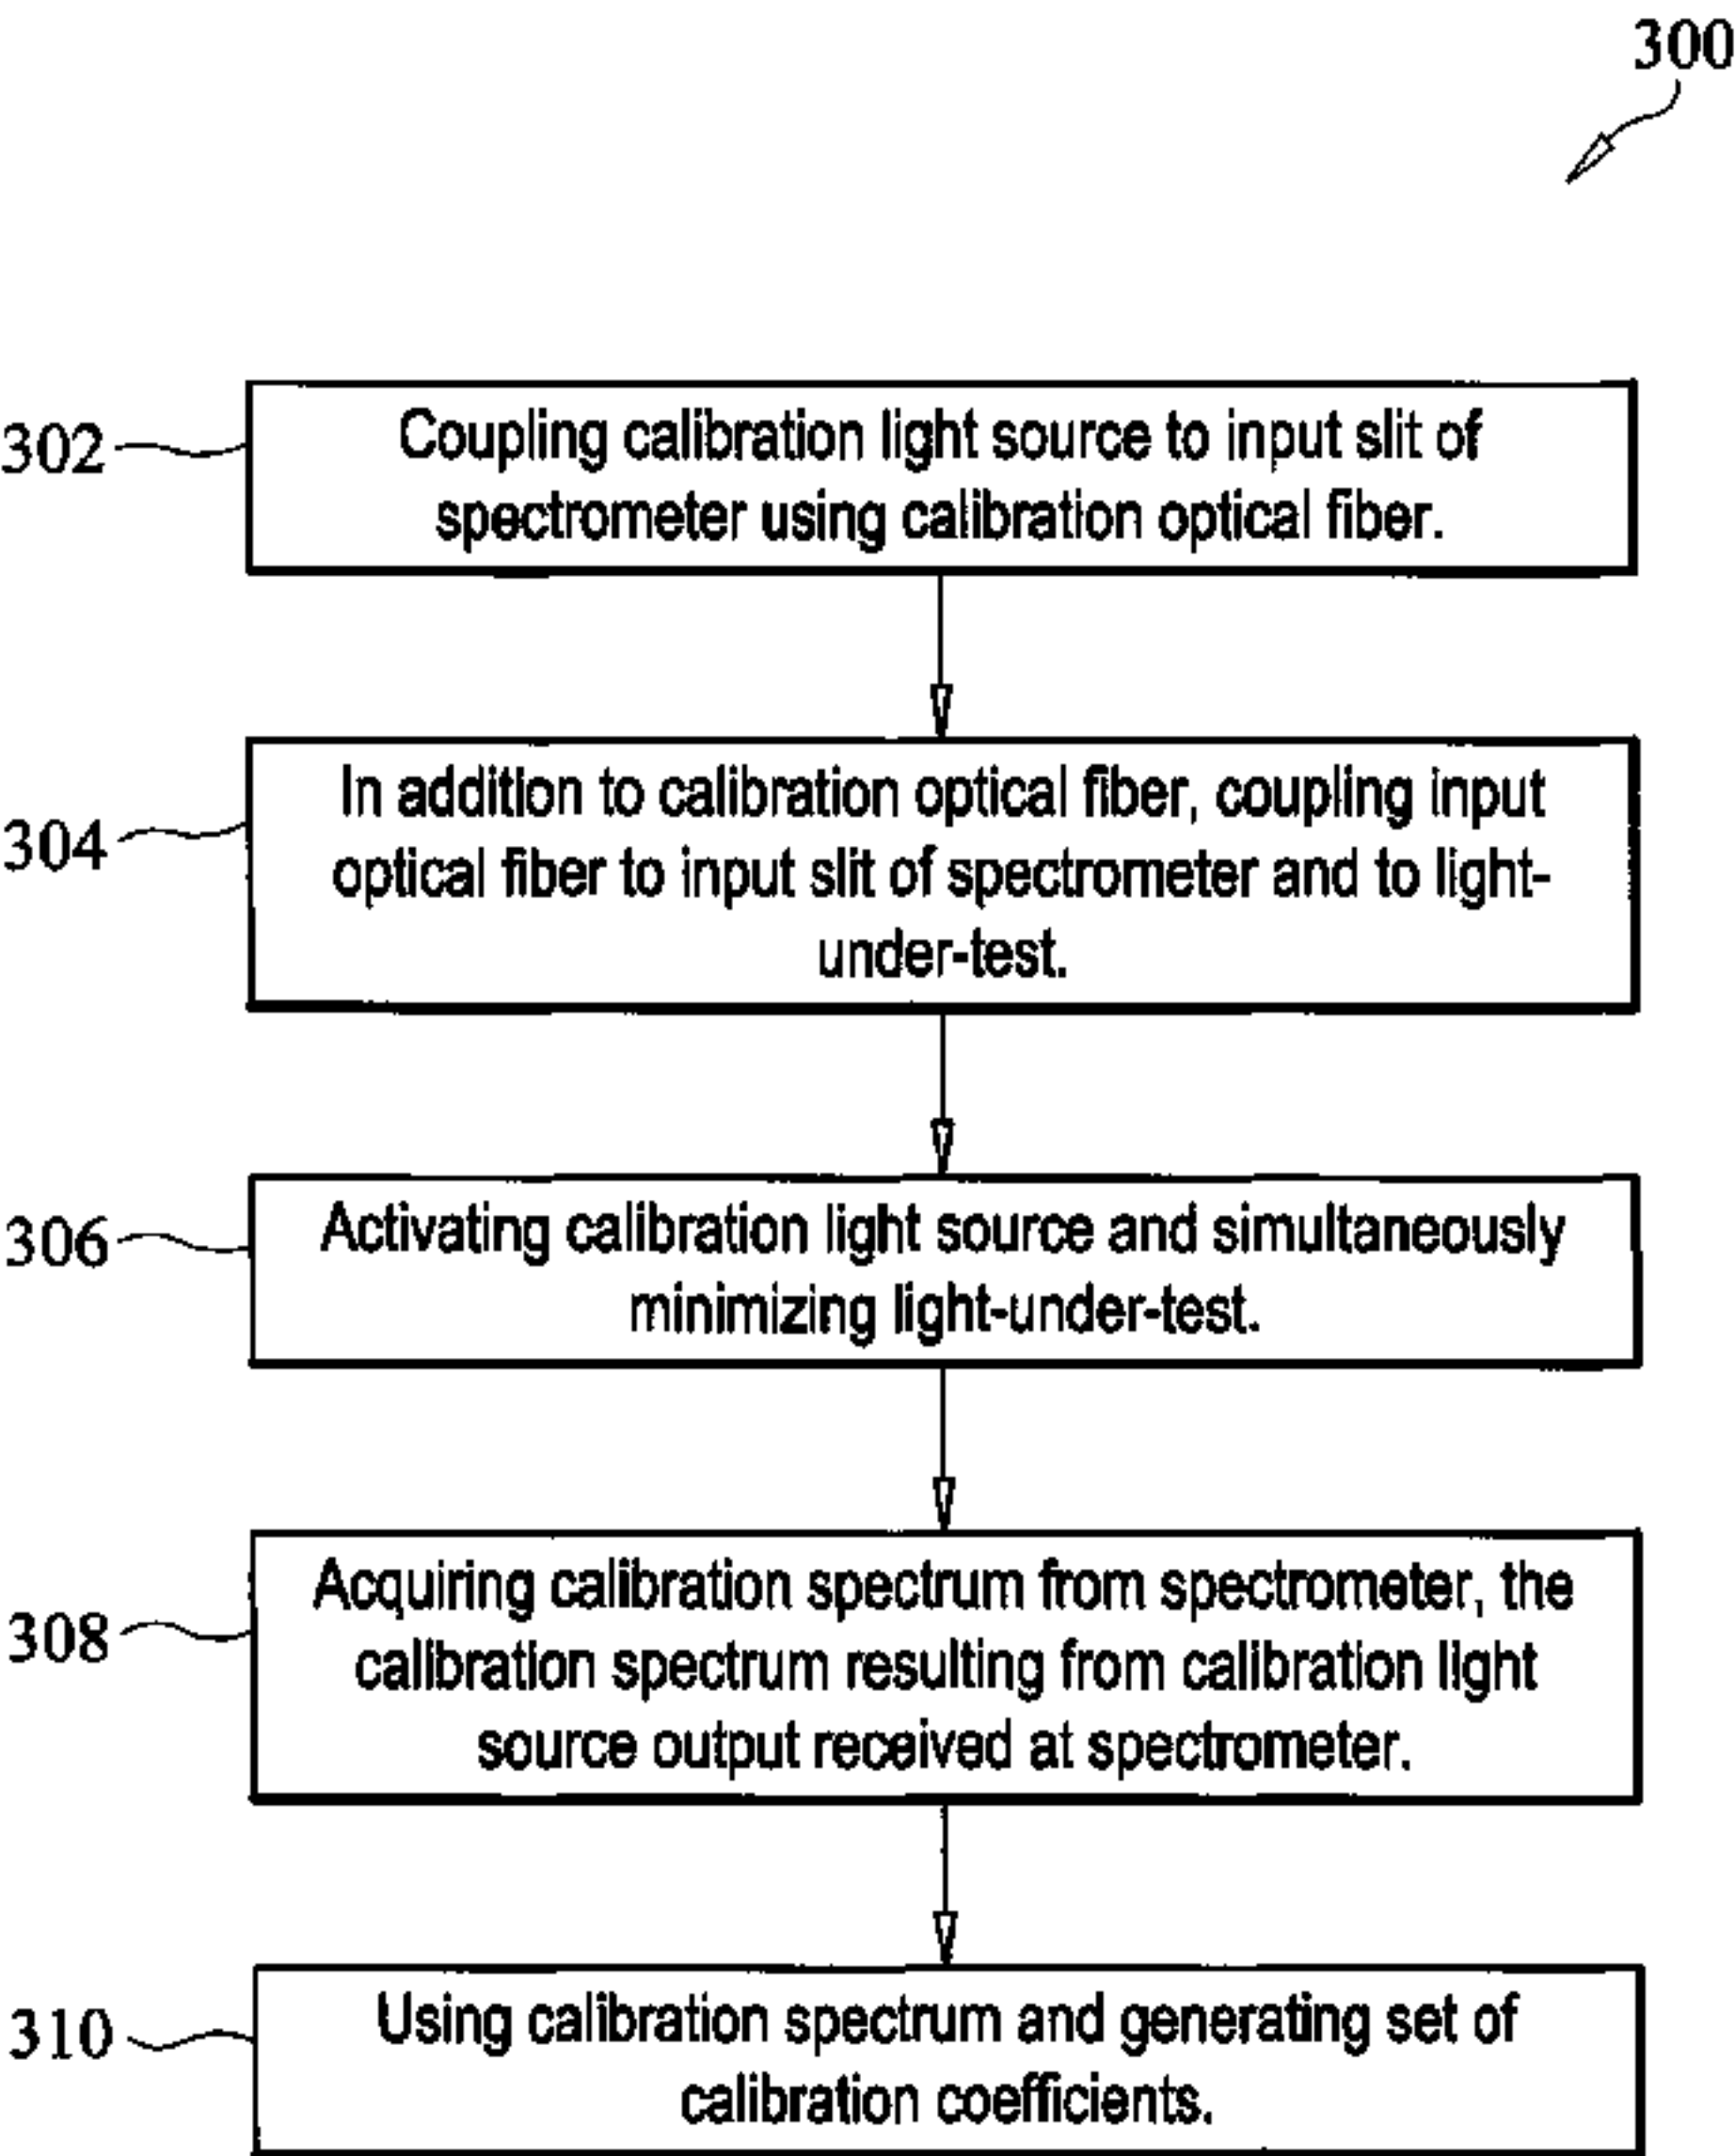 300
302
Coupling calibration light source to input slit of
spectrometer using calibration optical fiber.
304
In addition to calibration optical fiber, coupling input
optical fiber to input slit of spectrometer and to light-
under-test.
306
Activating calibration light source and simultaneously
minimizing light-under-test.
308
Acquiring calibration spectrum from spectrometer, the
calibration spectrum resulting from calibration light
source output received at spectrometer.
310
Using calibration spectrum and generating set of
calibration coefficients.